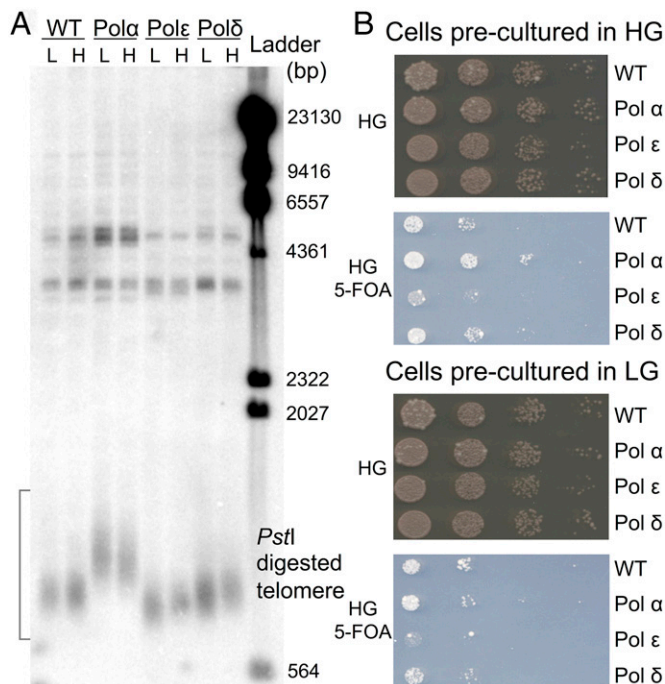 A
WT Polα Polε Polδ
L H L H L H L H
Ladder
(bp)
23130
9416
6557
4361
2322
2027
PstI
digested
telomere
564
B
Cells pre-cultured in HG
HG
WT
Pol α
Pol ε
Pol δ
HG
5-FOA
WT
Pol α
Pol ε
Pol δ
Cells pre-cultured in LG
HG
WT
Pol α
Pol ε
Pol δ
HG
5-FOA
WT
Pol α
Pol ε
Pol δ